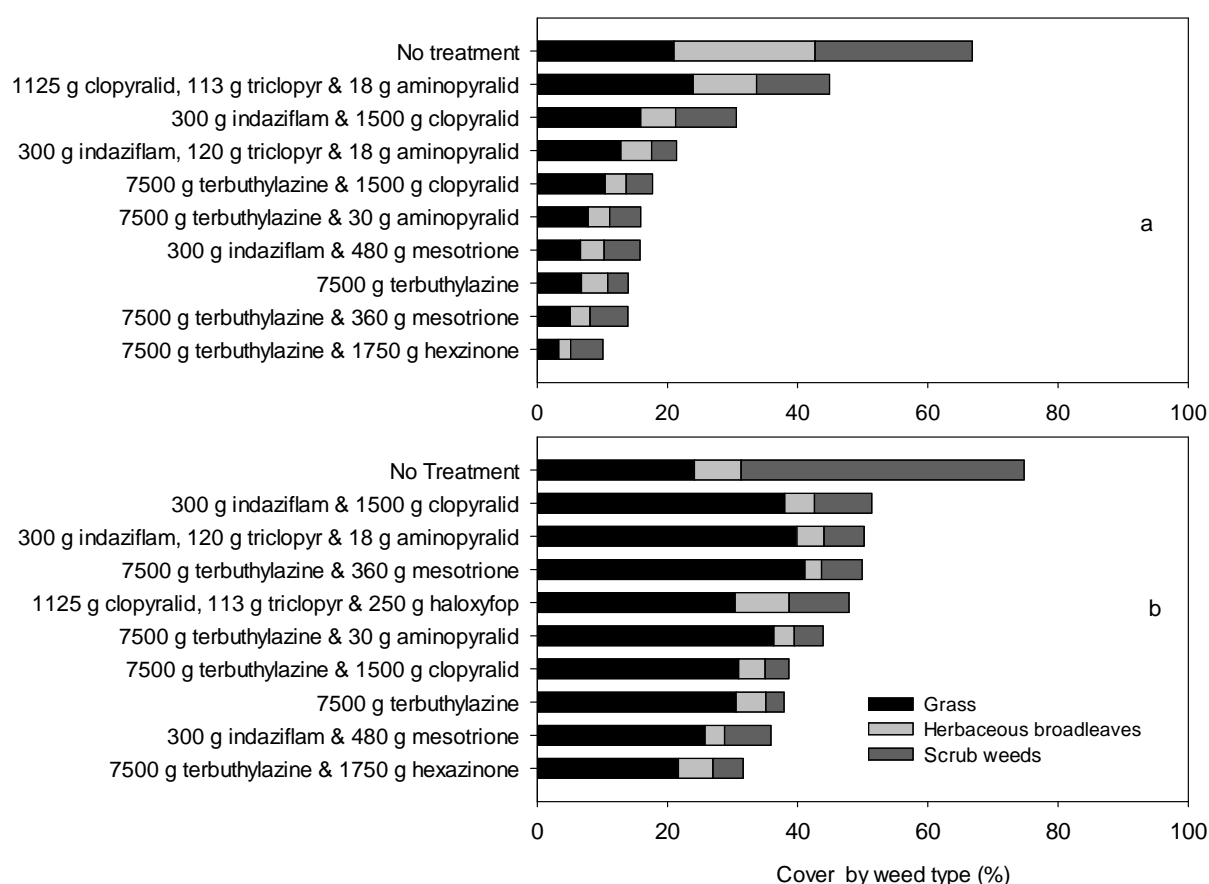 No treatment
1125 g clopyralid, 113 g triclopyr & 18 g aminopyralid
300 g indaziflam & 1500 g clopyralid
300 g indaziflam, 120 g triclopyr & 18 g aminopyralid
7500 g terbuthylazine & 1500 g clopyralid
7500 g terbuthylazine & 30 g aminopyralid
a
300 g indaziflam & 480 g mesotrione
7500 g terbuthylazine
7500 g terbuthylazine & 360 g mesotrione
7500 g terbuthylazine & 1750 g hexzinone
0 20 40 60 80 100
No Treatment
300 g indaziflam & 1500 g clopyralid
300 g indaziflam, 120 g triclopyr & 18 g aminopyralid
7500 g terbuthylazine & 360 g mesotrione
1125 g clopyralid, 113 g triclopyr & 250 g haloxyfop
b
7500 g terbuthylazine & 30 g aminopyralid
7500 g terbuthylazine & 1500 g clopyralid
7500 g terbuthylazine
300 g indaziflam & 480 g mesotrione
7500 g terbuthylazine & 1750 g hexazinone
Grass
Herbaceous broadleaves
Scrub weeds
0 20 40 60 80 100
Cover by weed type (%)